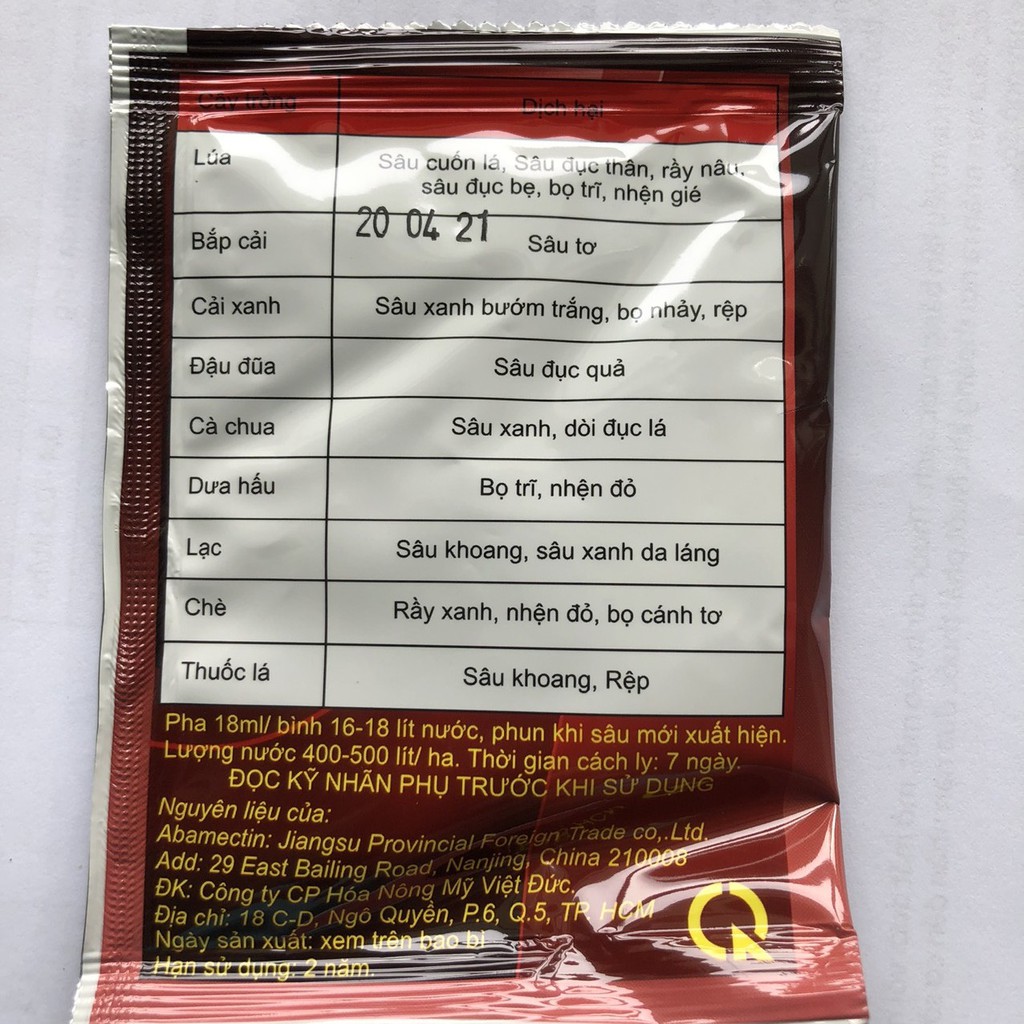 Cây trồng Dịch hại
Lúa Sâu cuốn lá, Sâu đục thân, rầy nâu,
sâu đục bẹ, bọ trĩ, nhện gié
20 04 21
Bắp cải Sâu tơ
Cải xanh Sâu xanh bướm trắng, bọ nhảy, rệp
Đậu đũa Sâu đục quả
Cà chua Sâu xanh, dòi đục lá
Dưa hấu Bọ trĩ, nhện đỏ
Lạc Sâu khoang, sâu xanh da láng
Chè Rầy xanh, nhện đỏ, bọ cánh tơ
Thuốc lá Sâu khoang, Rệp
Pha 18ml/ bình 16-18 lít nước, phun khi sâu mới xuất hiện.
Lượng nước 400-500 lít/ ha. Thời gian cách ly: 7 ngày.
ĐỌC KỸ NHÃN PHỤ TRƯỚC KHI SỬ DỤNG
Nguyên liệu của:
Abamectin: Jiangsu Provincial Foreign Trade co,.Ltd.
Add: 29 East Bailing Road, Nanjing, China 210008
ĐK: Công ty CP Hóa Nông Mỹ Việt Đức.
Địa chỉ: 18 C-D, Ngô Quyền, P.6, Q.5, TP. HCM
Ngày sản xuất: xem trên bao bì
Hạn sử dụng: 2 năm.